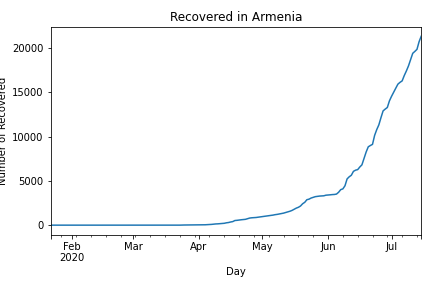 Recovered in Armenia
20000
15000
10000
5000
0
Number of Recovered
Feb Mar Apr May Jun Jul
2020
Day